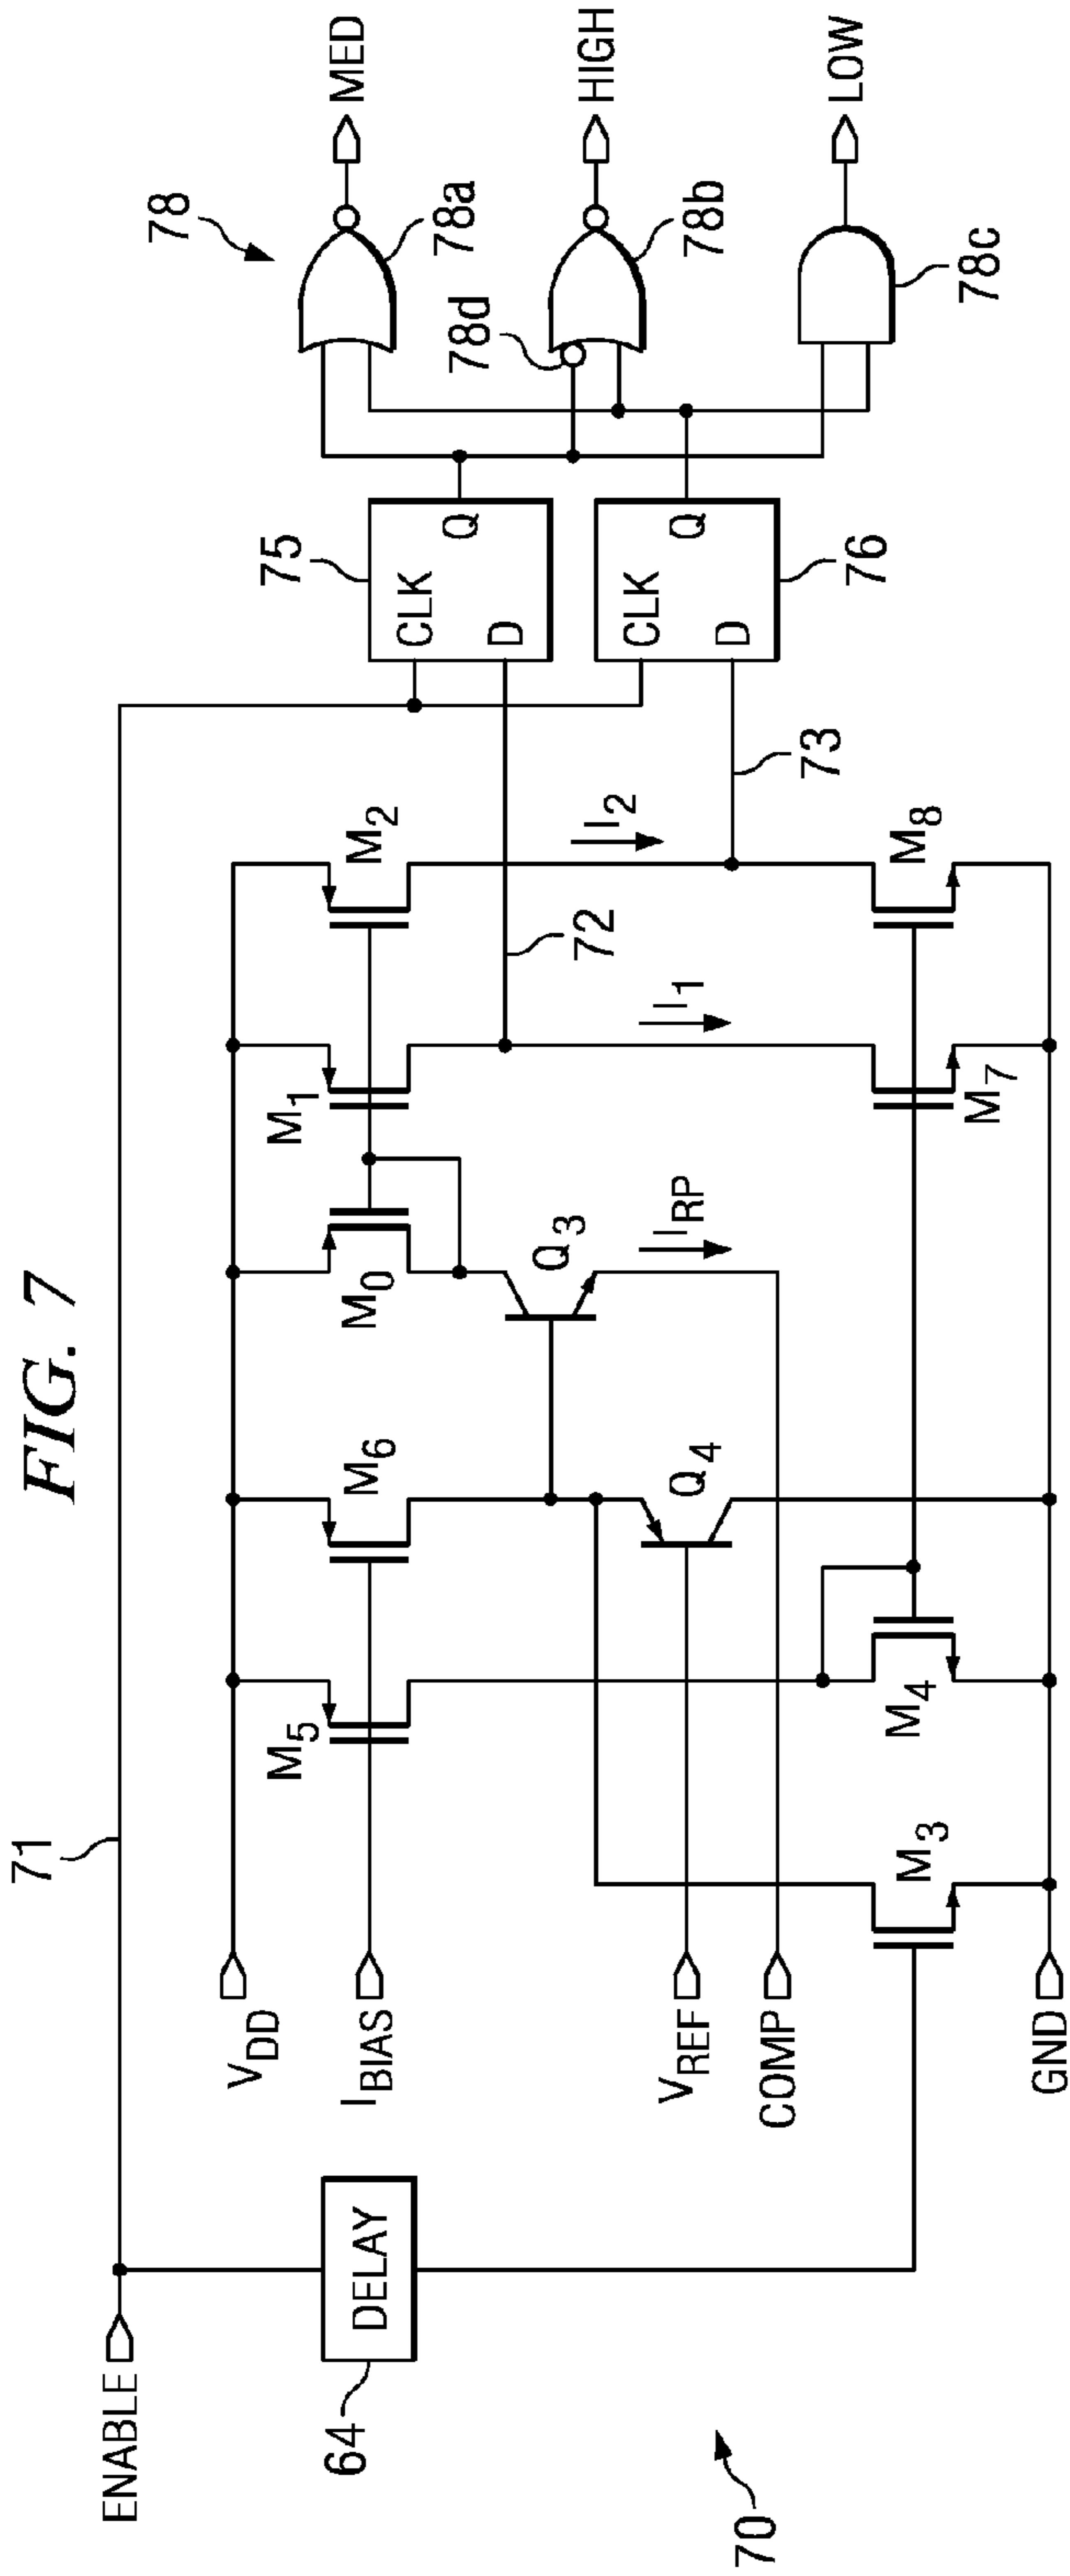 FIG. 7
ENABLE
71
64
DELAY
70
VDD
IBIAS
VREF
COMP
GND
M5
M6
M0
M1
M2
M3
M4
M7
M8
Q3
Q4
IRP
I1
I2
72
73
75
CLK
D
Q
76
CLK
D
Q
78
78a
78b
78c
78d
MED
HIGH
LOW